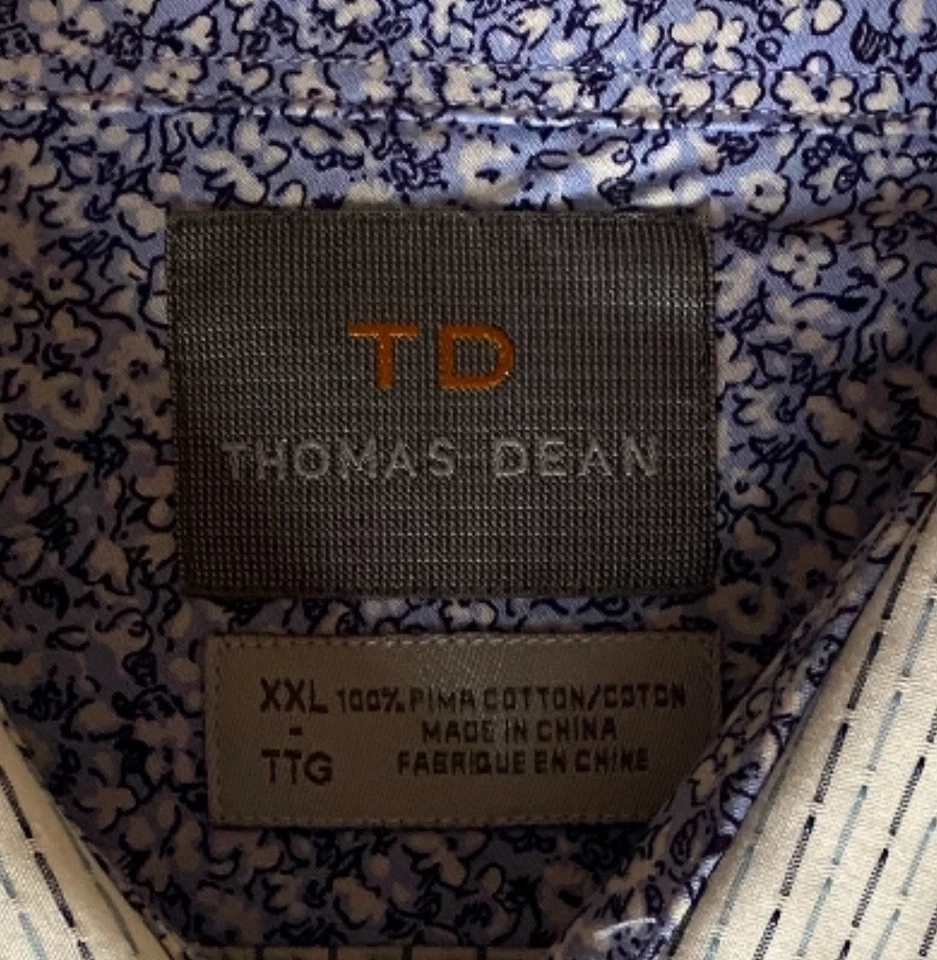 TD
THOMAS DEAN
XXL 100% PIMA COTTON/COTON
- MADE IN CHINA
TTG FABRIQUE EN CHINE